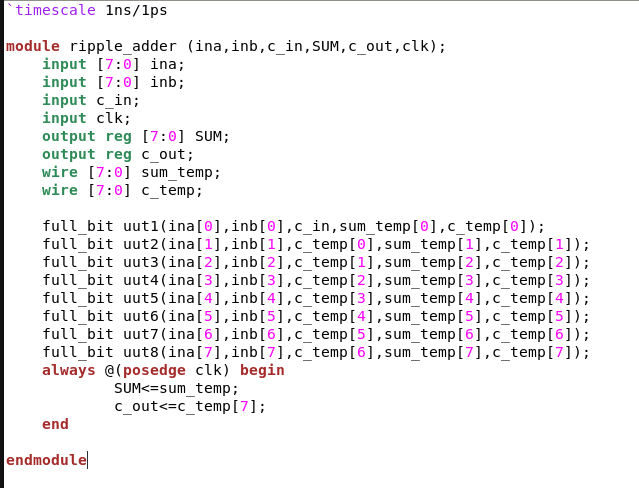 `timescale 1ns/1ps
module ripple_adder (ina,inb,c_in,SUM,c_out,clk);
input [7:0] ina;
input [7:0] inb;
input c_in;
input clk;
output reg [7:0] SUM;
output reg c_out;
wire [7:0] sum_temp;
wire [7:0] c_temp;
full_bit uut1(ina[0],inb[0],c_in,sum_temp[0],c_temp[0]);
full_bit uut2(ina[1],inb[1],c_temp[0],sum_temp[1],c_temp[1]);
full_bit uut3(ina[2],inb[2],c_temp[1],sum_temp[2],c_temp[2]);
full_bit uut4(ina[3],inb[3],c_temp[2],sum_temp[3],c_temp[3]);
full_bit uut5(ina[4],inb[4],c_temp[3],sum_temp[4],c_temp[4]);
full_bit uut6(ina[5],inb[5],c_temp[4],sum_temp[5],c_temp[5]);
full_bit uut7(ina[6],inb[6],c_temp[5],sum_temp[6],c_temp[6]);
full_bit uut8(ina[7],inb[7],c_temp[6],sum_temp[7],c_temp[7]);
always @(posedge clk) begin
SUM<=sum_temp;
c_out<=c_temp[7];
end
endmodule